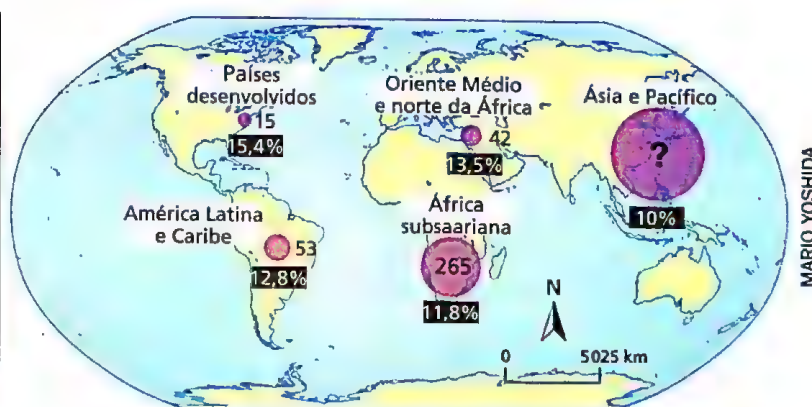 Países
desenvolvidos
15
15,4%
Oriente Médio
e norte da África
42
13,5%
Ásia e Pacífico
?
10%
América Latina
e Caribe
53
12,8%
África
subsaariana
265
11,8%
N
0 5025 km
MARIO YOSHIDA